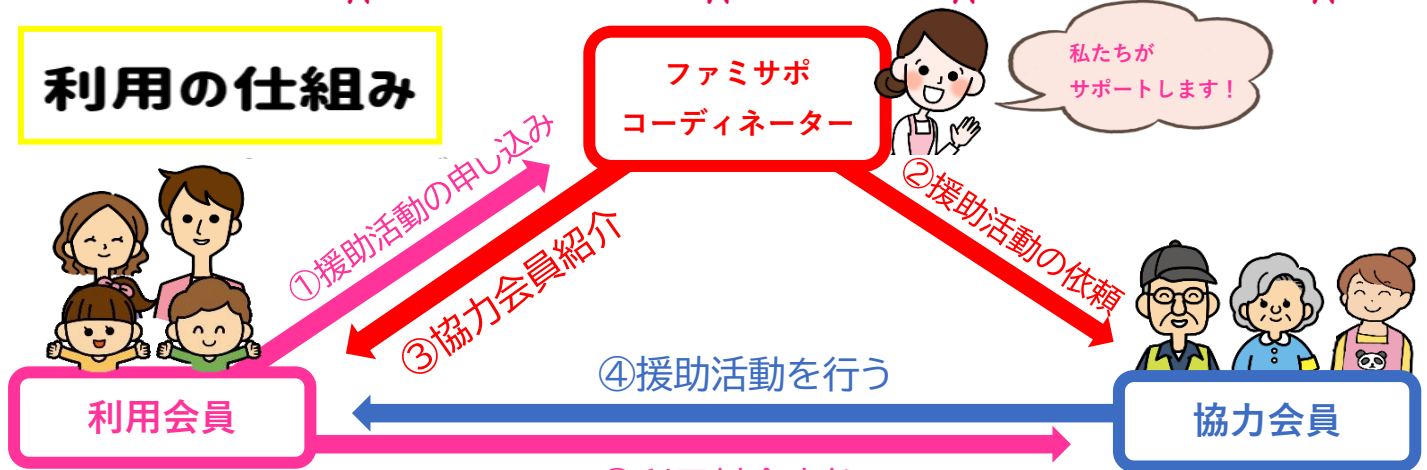 利用の仕組み
ファミサポ
コーディネーター
私たちが
サポートします!
①援助活動の申し込み
②援助活動の依頼
③協力会員紹介
④援助活動を行う
利用会員
協力会員